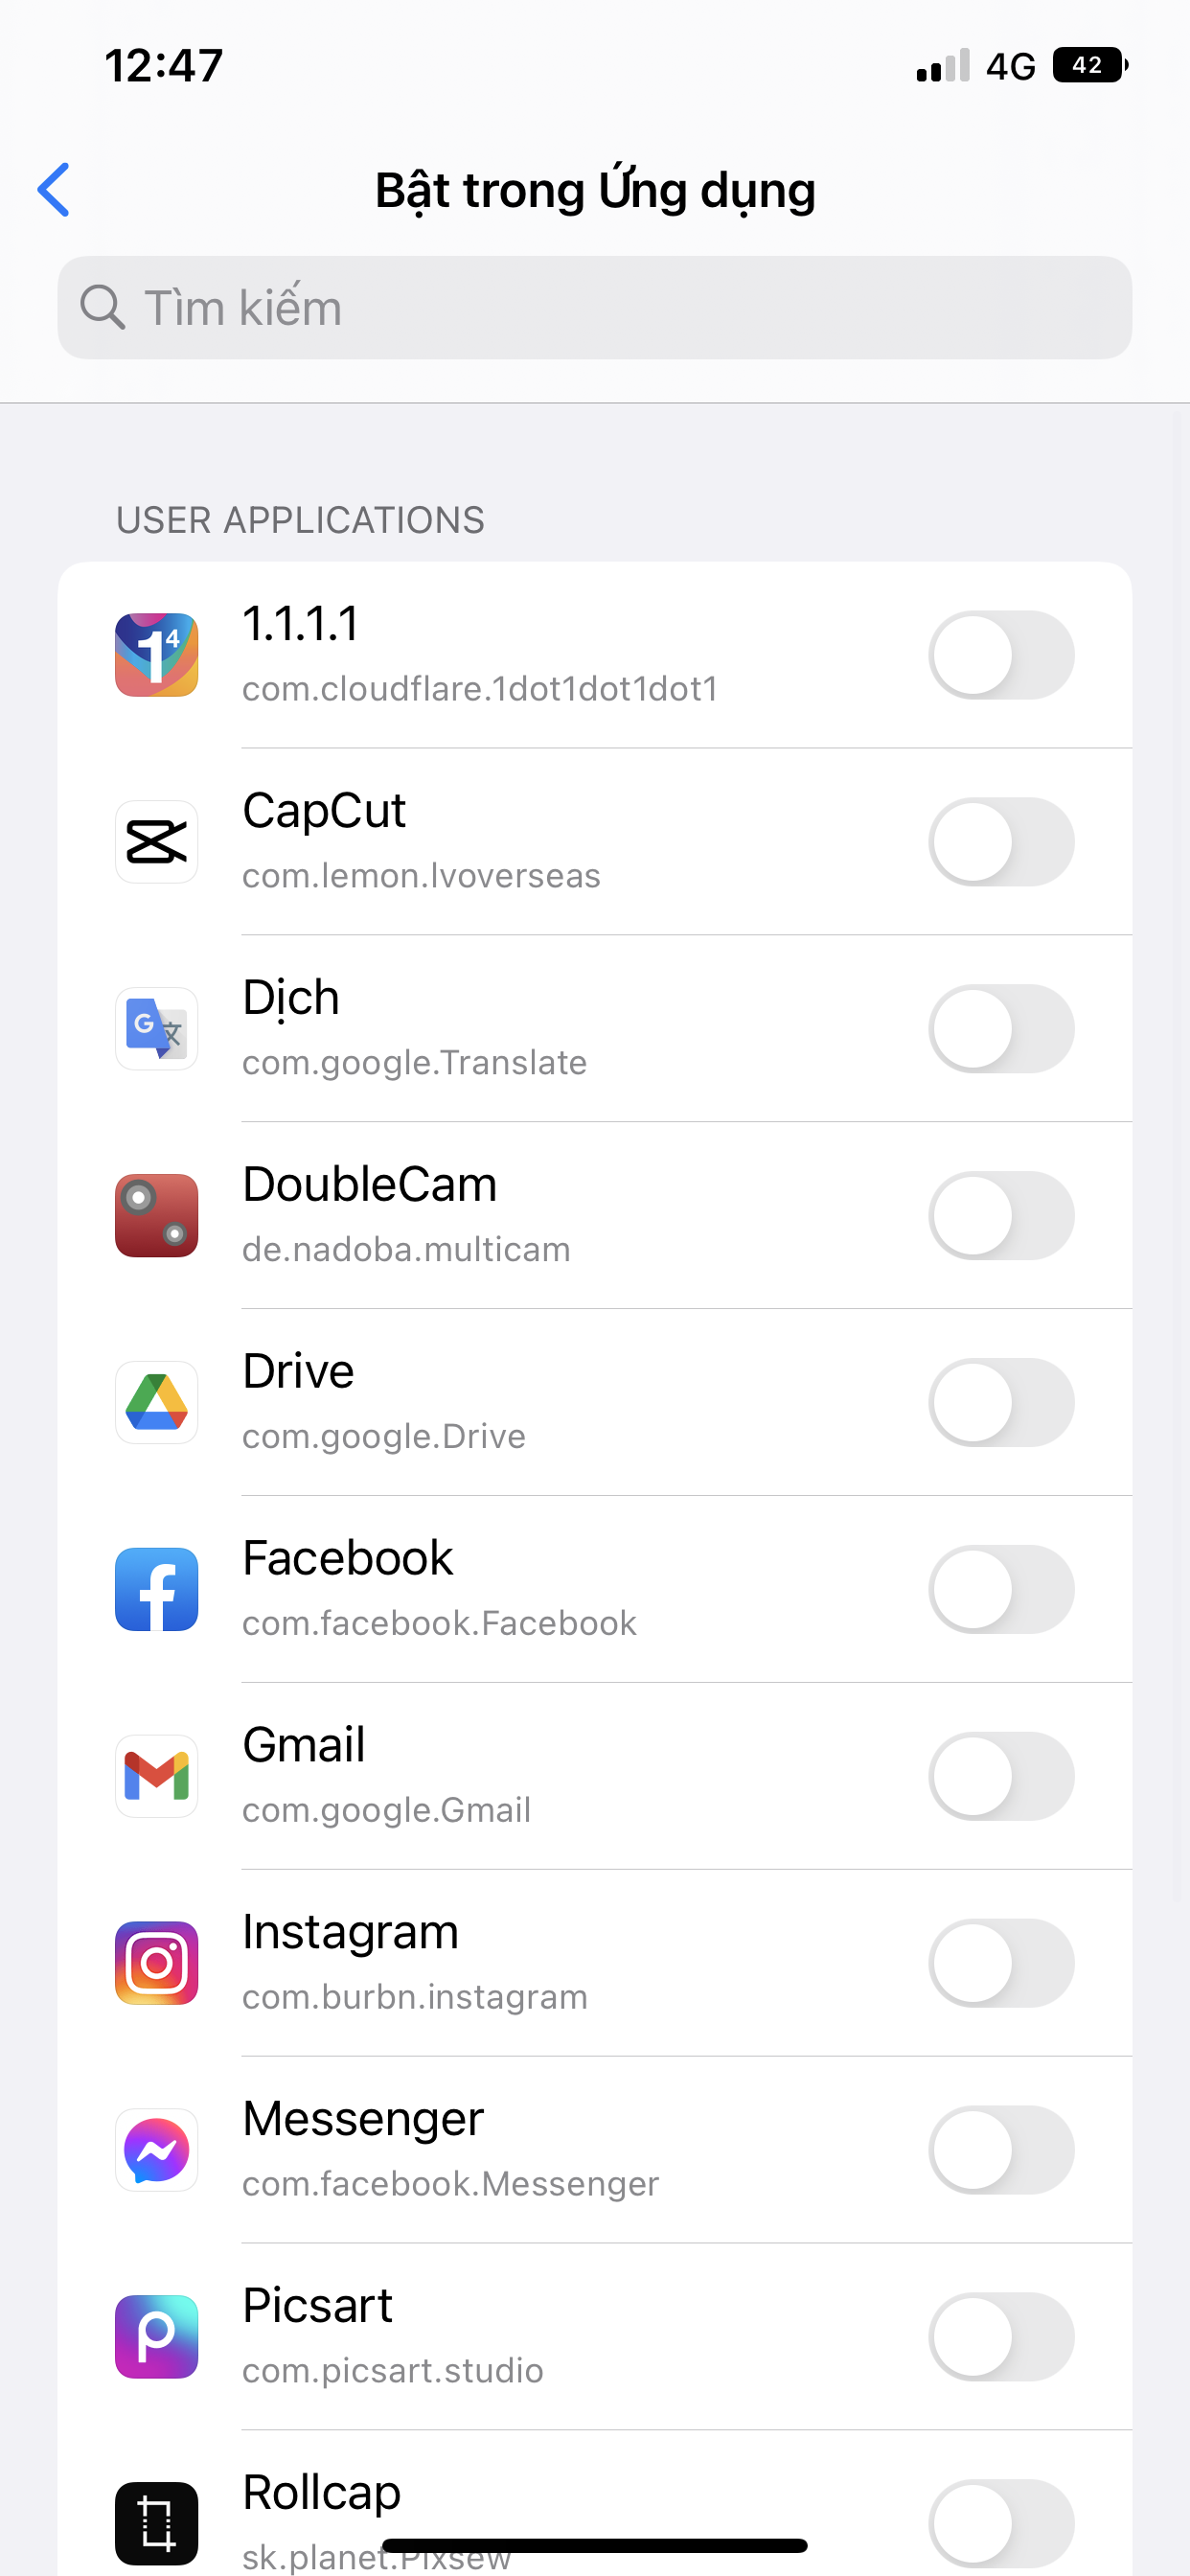 12:47
4G 42
Bật trong Ứng dụng
Tìm kiếm
USER APPLICATIONS
1.1.1.1
com.cloudflare.1dot1dot1dot1
CapCut
com.lemon.lvoverseas
Dịch
com.google.Translate
DoubleCam
de.nadoba.multicam
Drive
com.google.Drive
Facebook
com.facebook.Facebook
Gmail
com.google.Gmail
Instagram
com.burbn.instagram
Messenger
com.facebook.Messenger
Picsart
com.picsart.studio
Rollcap
sk.planet.Pixsew